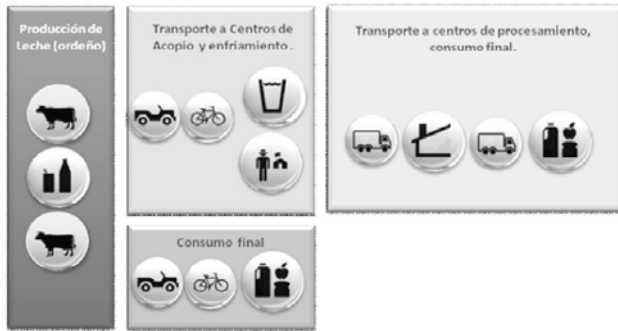 Producción de
Leche (ordeño)
Transporte a Centros de
Acopio y enfriamiento.
Transporte a centros de procesamiento,
consumo final.
Consumo final